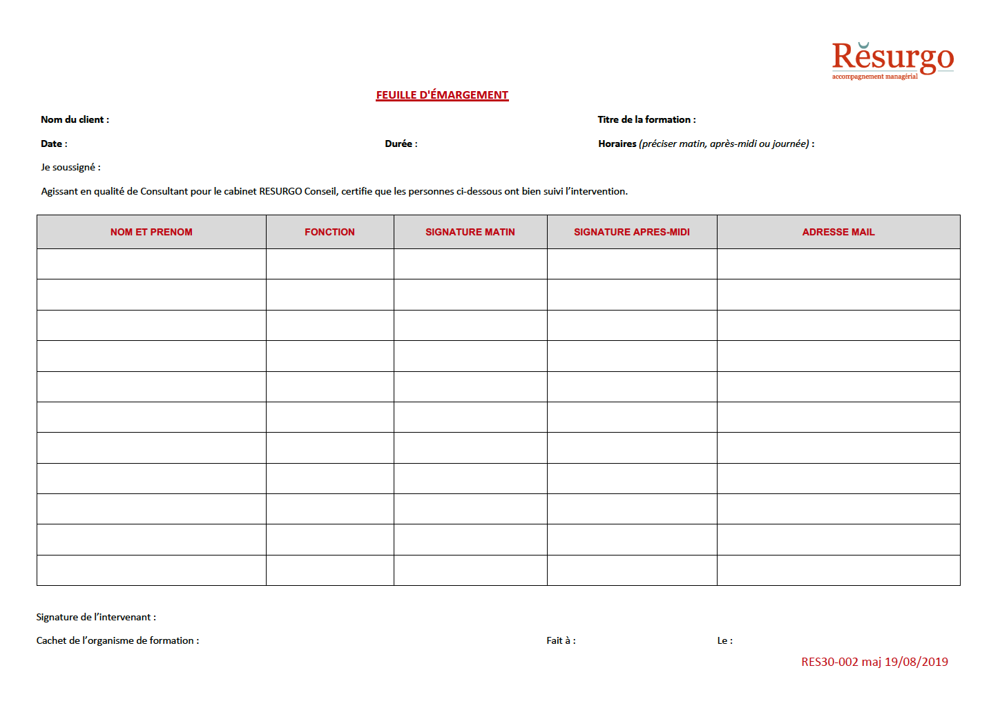 Résurgo
accompagnement managérial
FEUILLE D'ÉMARGEMENT
Nom du client : Titre de la formation :
Date : Durée : Horaires (préciser matin, après-midi ou journée) :
Je soussigné :
Agissant en qualité de Consultant pour le cabinet RESURGO Conseil, certifie que les personnes ci-dessous ont bien suivi l’intervention.
NOM ET PRENOM FONCTION SIGNATURE MATIN SIGNATURE APRES-MIDI ADRESSE MAIL
Signature de l’intervenant :
Cachet de l’organisme de formation : Fait à : Le :
RES30-002 maj 19/08/2019